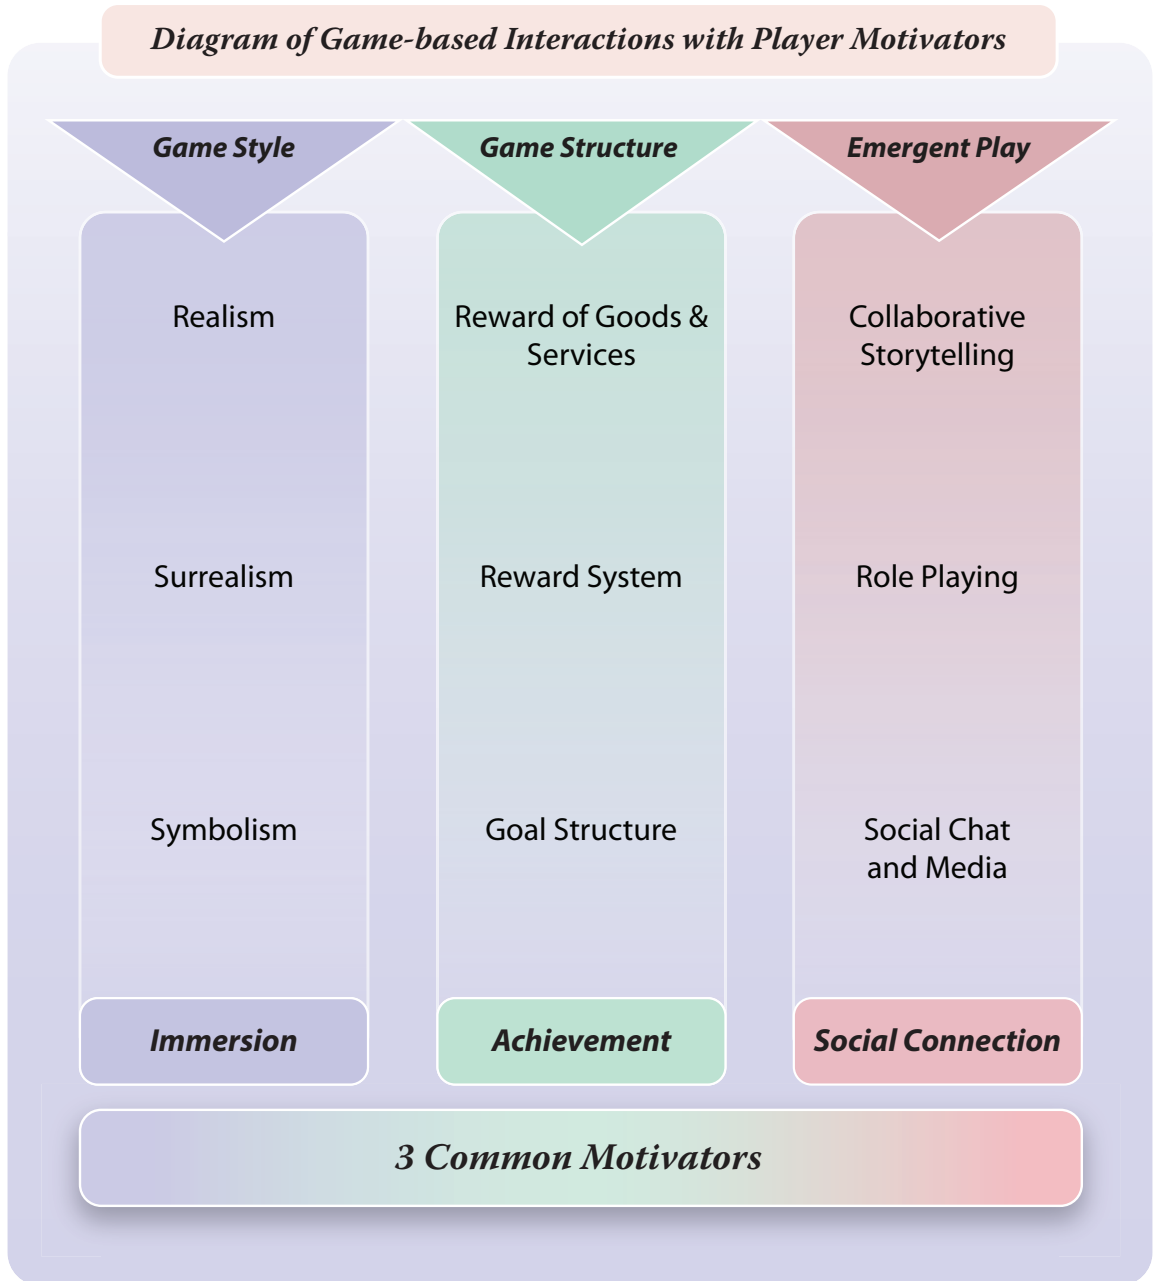 Diagram of Game-based Interactions with Player Motivators
Game Style
Realism
Surrealism
Symbolism
Immersion
Game Structure
Reward of Goods &
Services
Reward System
Goal Structure
Achievement
Emergent Play
Collaborative
Storytelling
Role Playing
Social Chat
and Media
Social Connection
3 Common Motivators